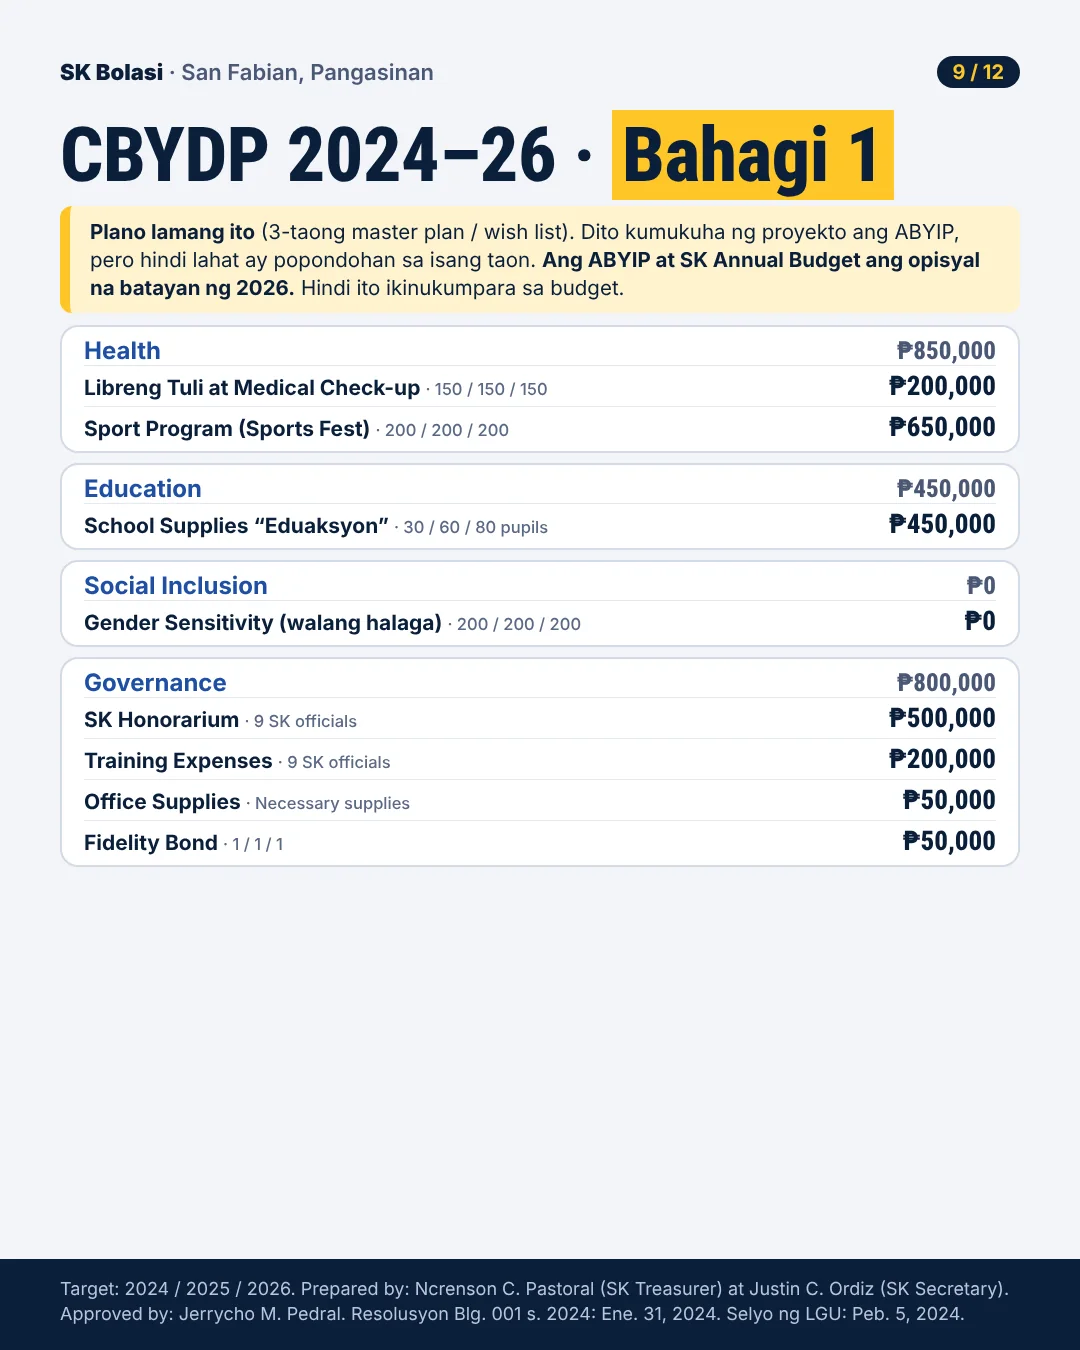 SK Bolasi · San Fabian, Pangasinan
9 / 12
CBYDP 2024–26 · Bahagi 1
Plano lamang ito (3-taong master plan / wish list). Dito kumukuha ng proyekto ang ABYIP,
pero hindi lahat ay popondohan sa isang taon. Ang ABYIP at SK Annual Budget ang opisyal
na batayan ng 2026. Hindi ito ikinukumpara sa budget.
Health ₱850,000
Libreng Tuli at Medical Check-up · 150 / 150 / 150 ₱200,000
Sport Program (Sports Fest) · 200 / 200 / 200 ₱650,000
Education ₱450,000
School Supplies “Eduaksyon” · 30 / 60 / 80 pupils ₱450,000
Social Inclusion ₱0
Gender Sensitivity (walang halaga) · 200 / 200 / 200 ₱0
Governance ₱800,000
SK Honorarium · 9 SK officials ₱500,000
Training Expenses · 9 SK officials ₱200,000
Office Supplies · Necessary supplies ₱50,000
Fidelity Bond · 1 / 1 / 1 ₱50,000
Target: 2024 / 2025 / 2026. Prepared by: Ncrenson C. Pastoral (SK Treasurer) at Justin C. Ordiz (SK Secretary).
Approved by: Jerrycho M. Pedral. Resolusyon Blg. 001 s. 2024: Ene. 31, 2024. Selyo ng LGU: Peb. 5, 2024.